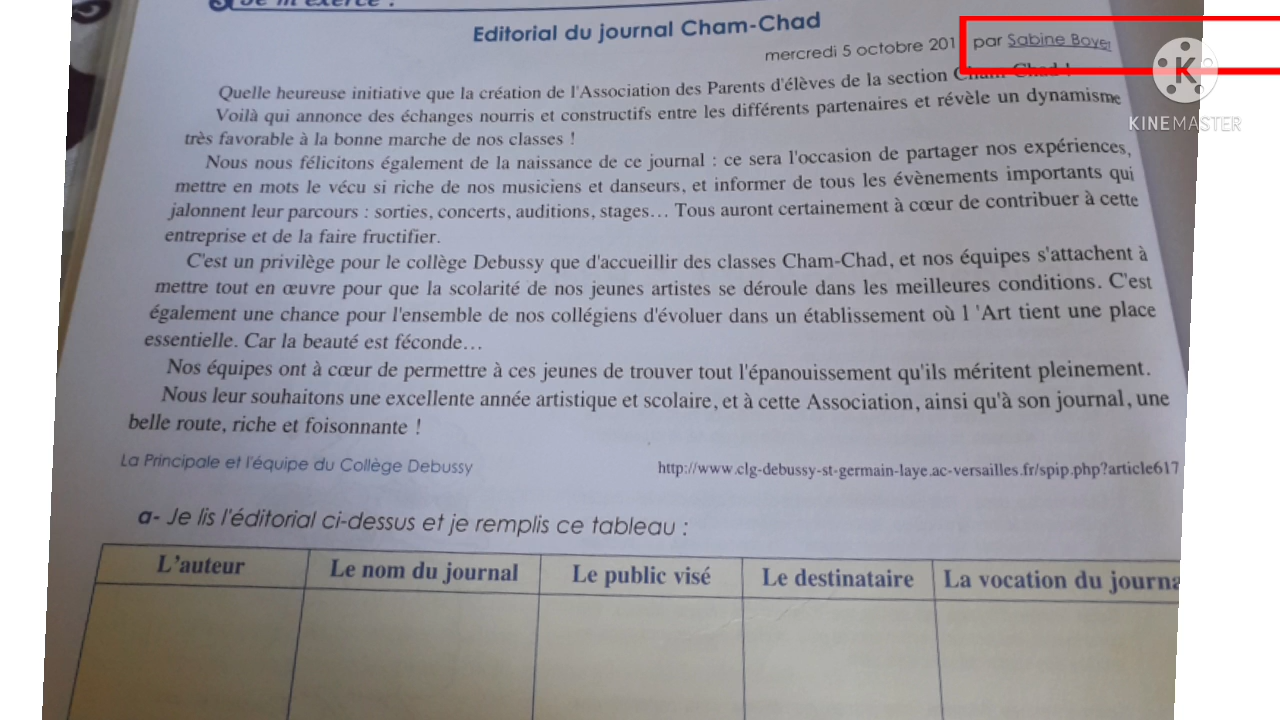 Je m'exerce :
Editorial du journal Cham-Chad
mercredi 5 octobre 201 par Sabine Boyer
Quelle heureuse initiative que la création de l'Association des Parents d'élèves de la section Cham-Chad !
Voilà qui annonce des échanges nourris et constructifs entre les différents partenaires et révèle un dynamisme
très favorable à la bonne marche de nos classes !
Nous nous félicitons également de la naissance de ce journal : ce sera l'occasion de partager nos expériences,
mettre en mots le vécu si riche de nos musiciens et danseurs, et informer de tous les évènements importants qui
jalonnent leur parcours : sorties, concerts, auditions, stages… Tous auront certainement à cœur de contribuer à cette
entreprise et de la faire fructifier.
C'est un privilège pour le collège Debussy que d'accueillir des classes Cham-Chad, et nos équipes s'attachent à
mettre tout en œuvre pour que la scolarité de nos jeunes artistes se déroule dans les meilleures conditions. C'est
également une chance pour l'ensemble de nos collégiens d'évoluer dans un établissement où l 'Art tient une place
essentielle. Car la beauté est féconde…
Nos équipes ont à cœur de permettre à ces jeunes de trouver tout l'épanouissement qu'ils méritent pleinement.
Nous leur souhaitons une excellente année artistique et scolaire, et à cette Association, ainsi qu'à son journal, une
belle route, riche et foisonnante !
La Principale et l'équipe du Collège Debussy http://www.clg-debussy-st-germain-laye.ac-versailles.fr/spip.php?article617
a- Je lis l'éditorial ci-dessus et je remplis ce tableau :
L'auteur Le nom du journal Le public visé Le destinataire La vocation du journa
K
KINEMASTER